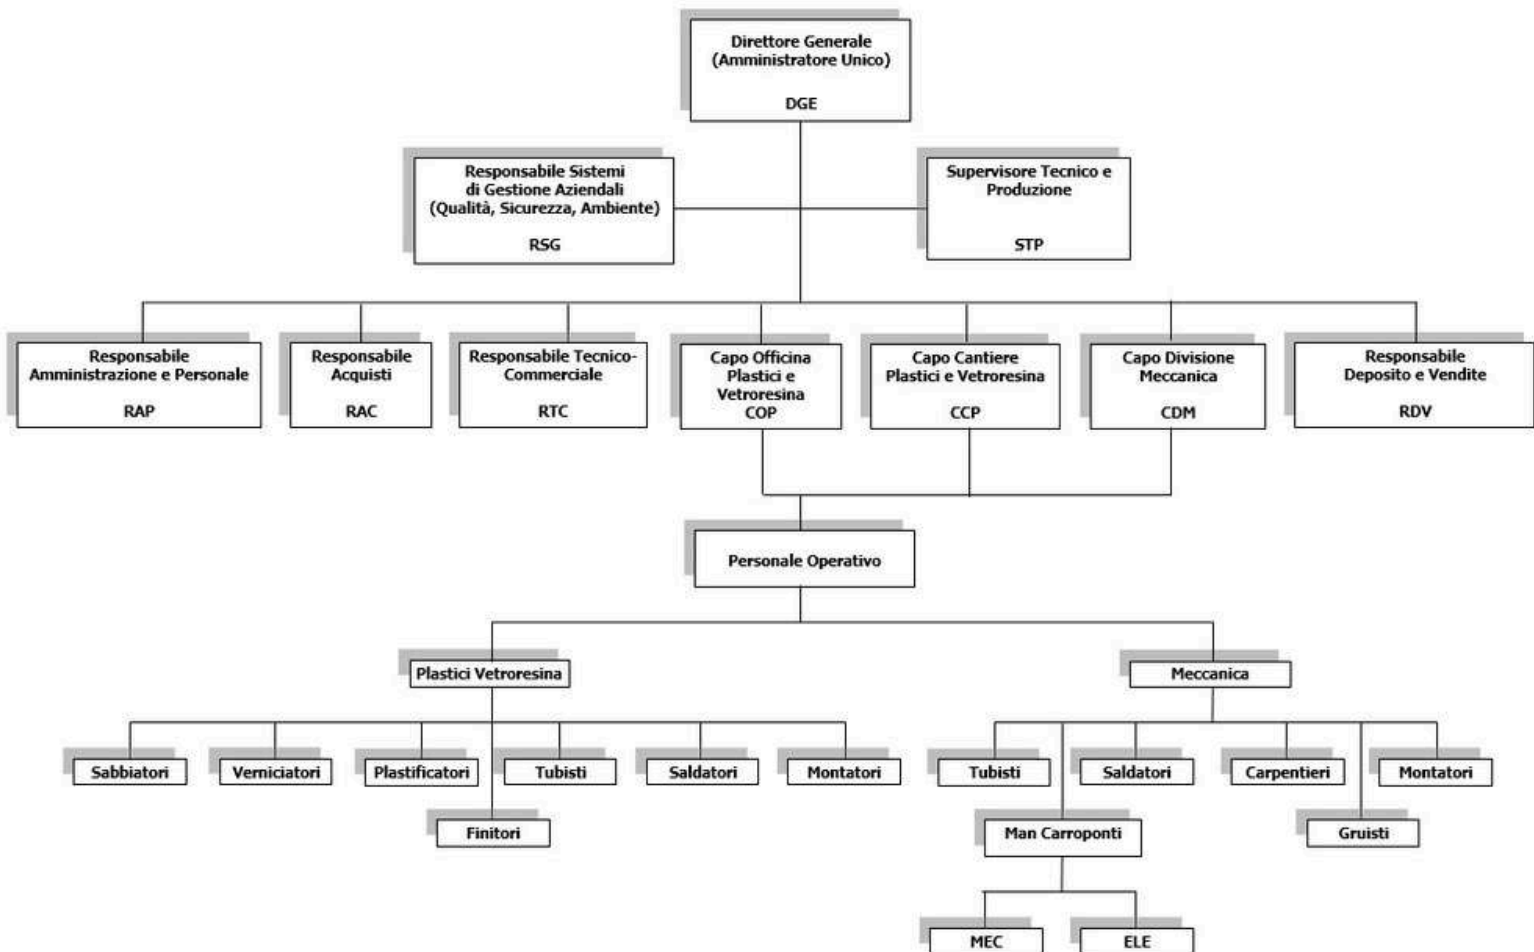 Direttore Generale
(Amministratore Unico)
DGE
Responsabile Sistemi
di Gestione Aziendali
(Qualità, Sicurezza, Ambiente)
RSG
Supervisore Tecnico e
Produzione
STP
Responsabile
Amministrazione e Personale
RAP
Responsabile
Acquisti
RAC
Responsabile Tecnico-
Commerciale
RTC
Capo Officina
Plastici e
Vetroresina
COP
Capo Cantiere
Plastici e Vetroresina
CCP
Capo Divisione
Meccanica
CDM
Responsabile
Deposito e Vendite
RDV
Personale Operativo
Plastici Vetroresina
Meccanica
Sabbiatori
Verniciatori
Plastificatori
Tubisti
Saldatori
Montatori
Finitori
Tubisti
Saldatori
Carpentieri
Montatori
Man Carroponti
Gruisti
MEC
ELE